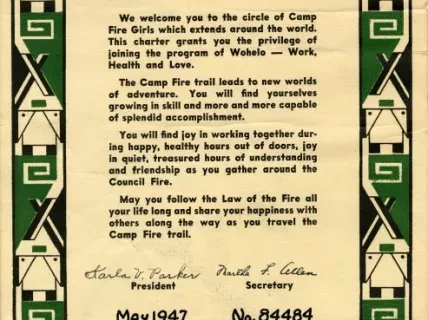 We welcome you to the circle of Camp
Fire Girls which extends around the world.
This charter grants you the privilege of
joining the program of Wohelo — Work,
Health and Love.
The Camp Fire trail leads to new worlds
of adventure. You will find yourselves
growing in skill and more and more capable
of splendid accomplishment.
You will find joy in working together dur-
ing happy, healthy hours out of doors, joy
in quiet, treasured hours of understanding
and friendship as you gather around the
Council Fire.
May you follow the Law of the Fire all
your life long and share your happiness with
others along the way as you travel the
Camp Fire trail.
Karla V. Parker Martha F. Allen
President Secretary
May 1947 No. 84484